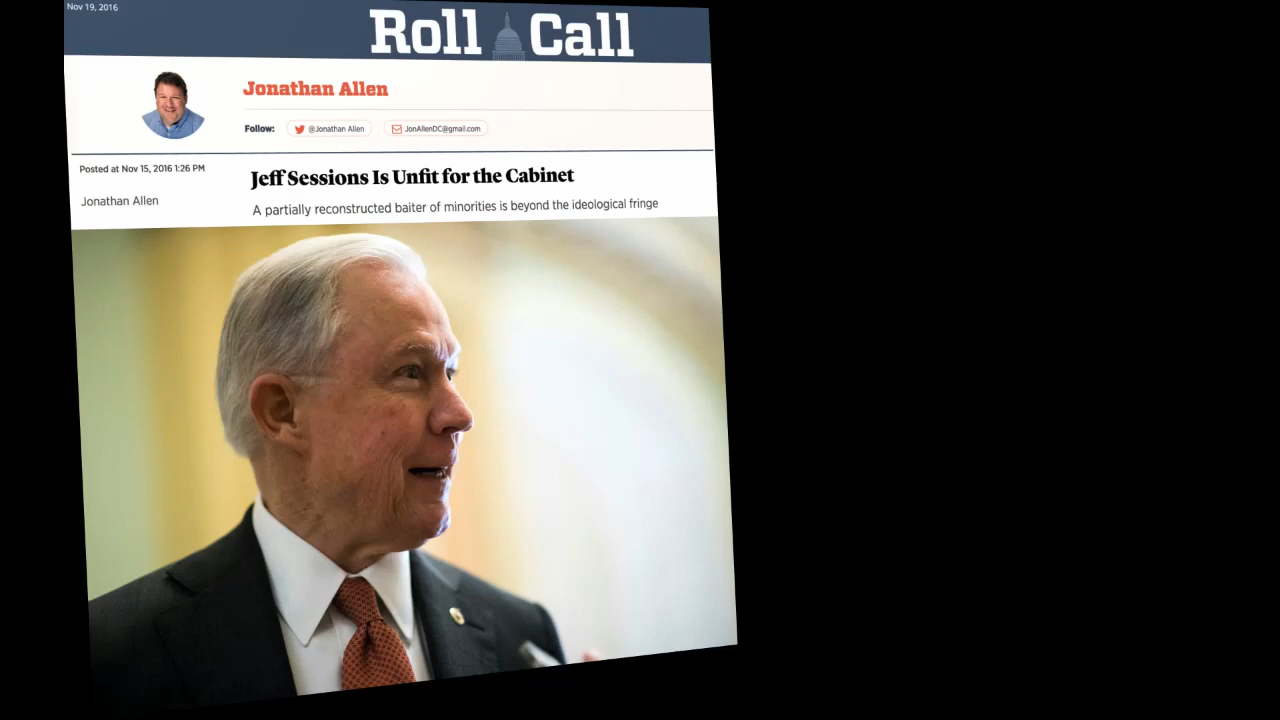 Nov 19, 2016
Roll Call
Jonathan Allen
Follow: @Jonathan Allen JonAllenDC@gmail.com
Posted at Nov 15, 2016 1:26 PM
Jeff Sessions Is Unfit for the Cabinet
Jonathan Allen
A partially reconstructed baiter of minorities is beyond the ideological fringe